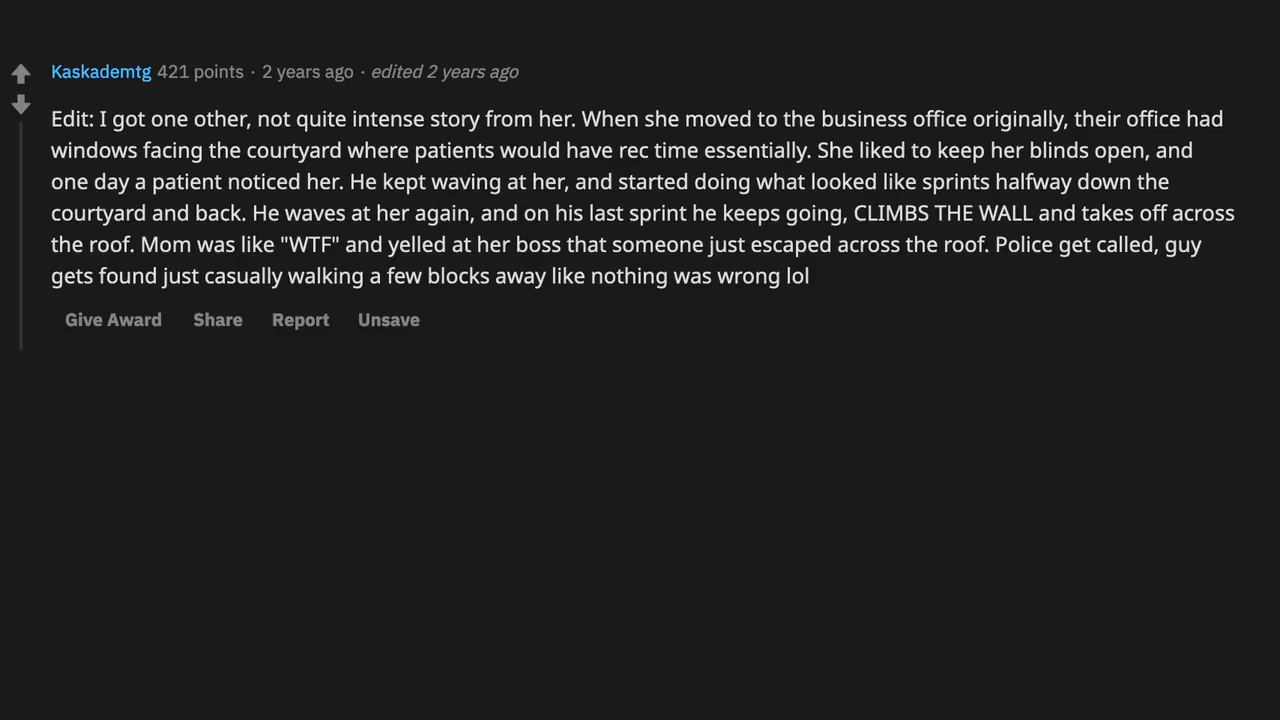 Kaskademtg 421 points · 2 years ago · edited 2 years ago
Edit: I got one other, not quite intense story from her. When she moved to the business office originally, their office had
windows facing the courtyard where patients would have rec time essentially. She liked to keep her blinds open, and
one day a patient noticed her. He kept waving at her, and started doing what looked like sprints halfway down the
courtyard and back. He waves at her again, and on his last sprint he keeps going, CLIMBS THE WALL and takes off across
the roof. Mom was like "WTF" and yelled at her boss that someone just escaped across the roof. Police get called, guy
gets found just casually walking a few blocks away like nothing was wrong lol
Give Award Share Report Unsave